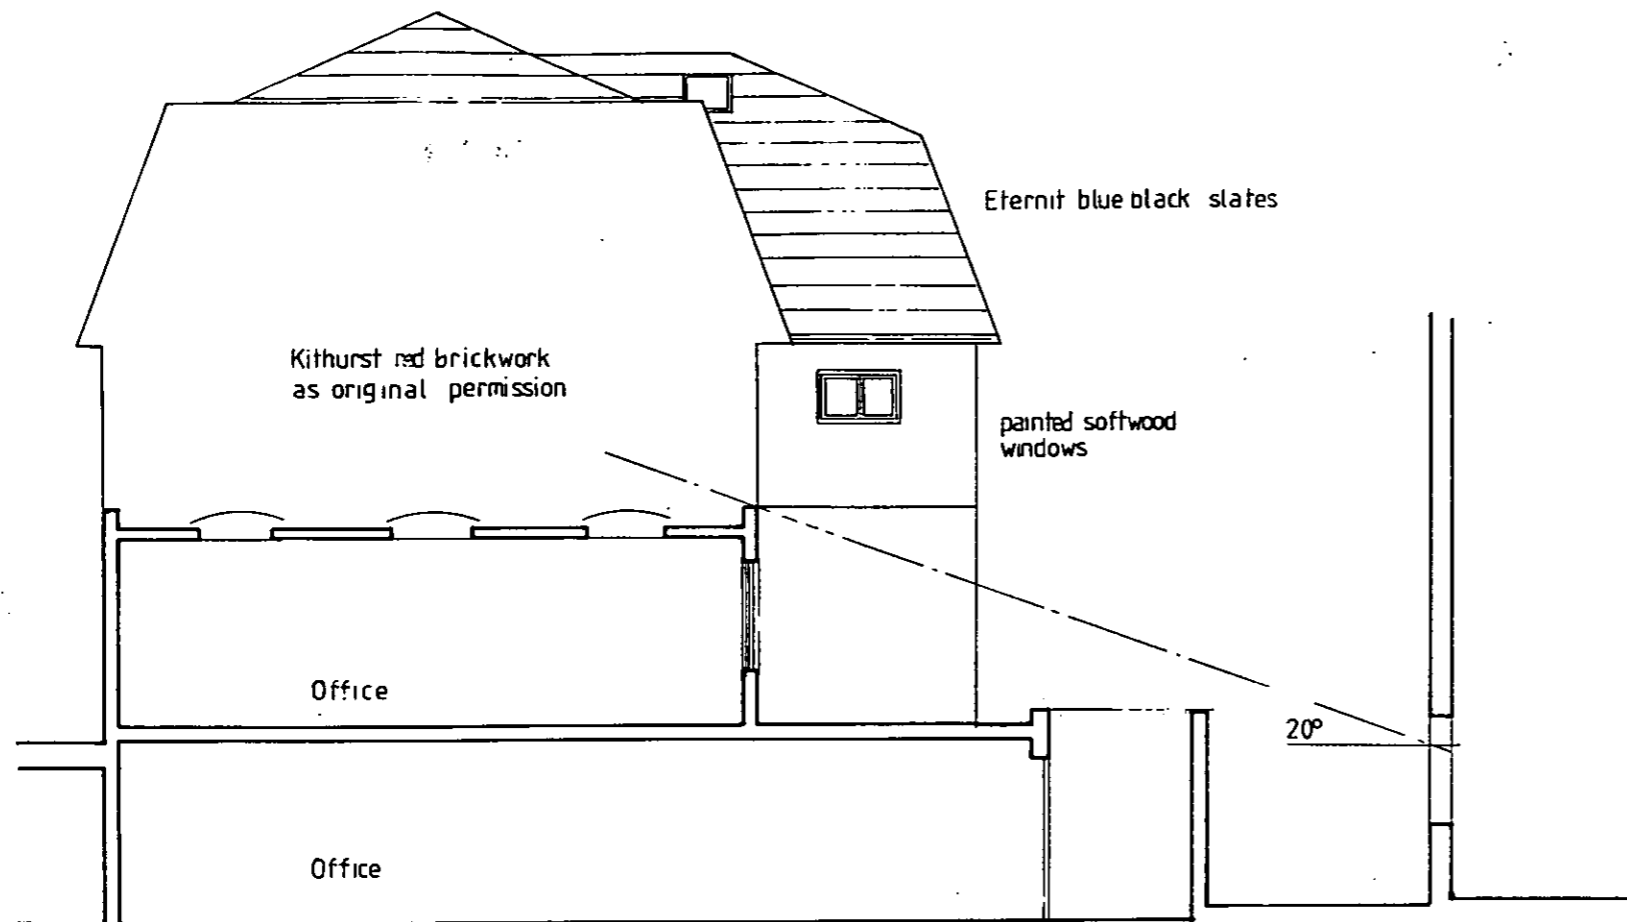 Eternit blue black slates
Kithurst red brickwork
as original permission
painted softwood
windows
Office
20°
Office